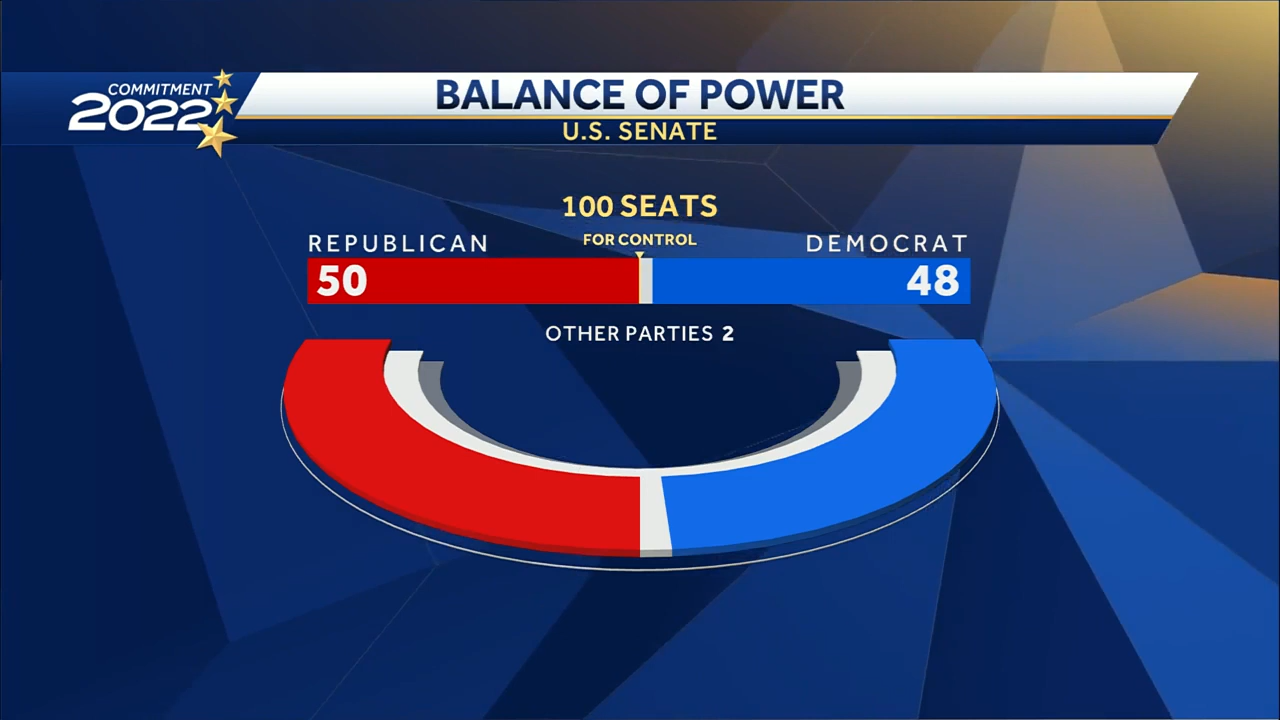 COMMITMENT
2022
BALANCE OF POWER
U.S. SENATE
100 SEATS
FOR CONTROL
REPUBLICAN
DEMOCRAT
50
48
OTHER PARTIES 2